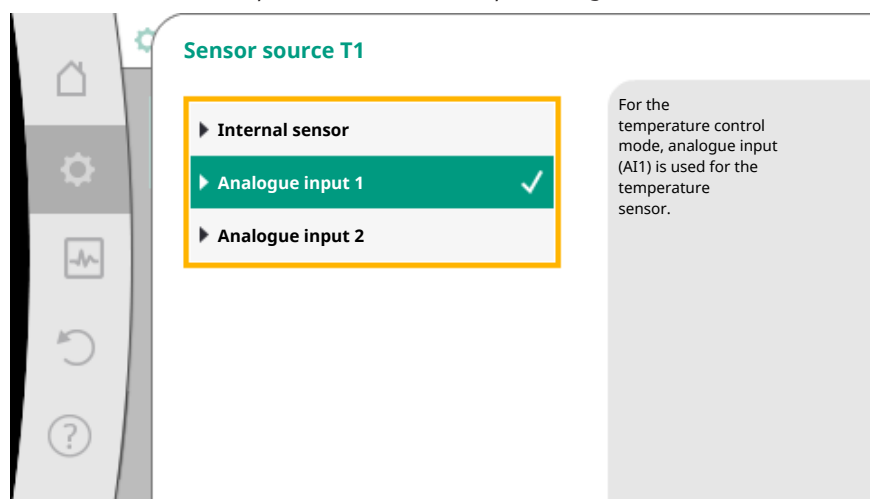 Sensor source T1
Internal sensor
Analogue input 1
Analogue input 2
For the
temperature control
mode, analogue input
(AI1) is used for the
temperature
sensor.
?